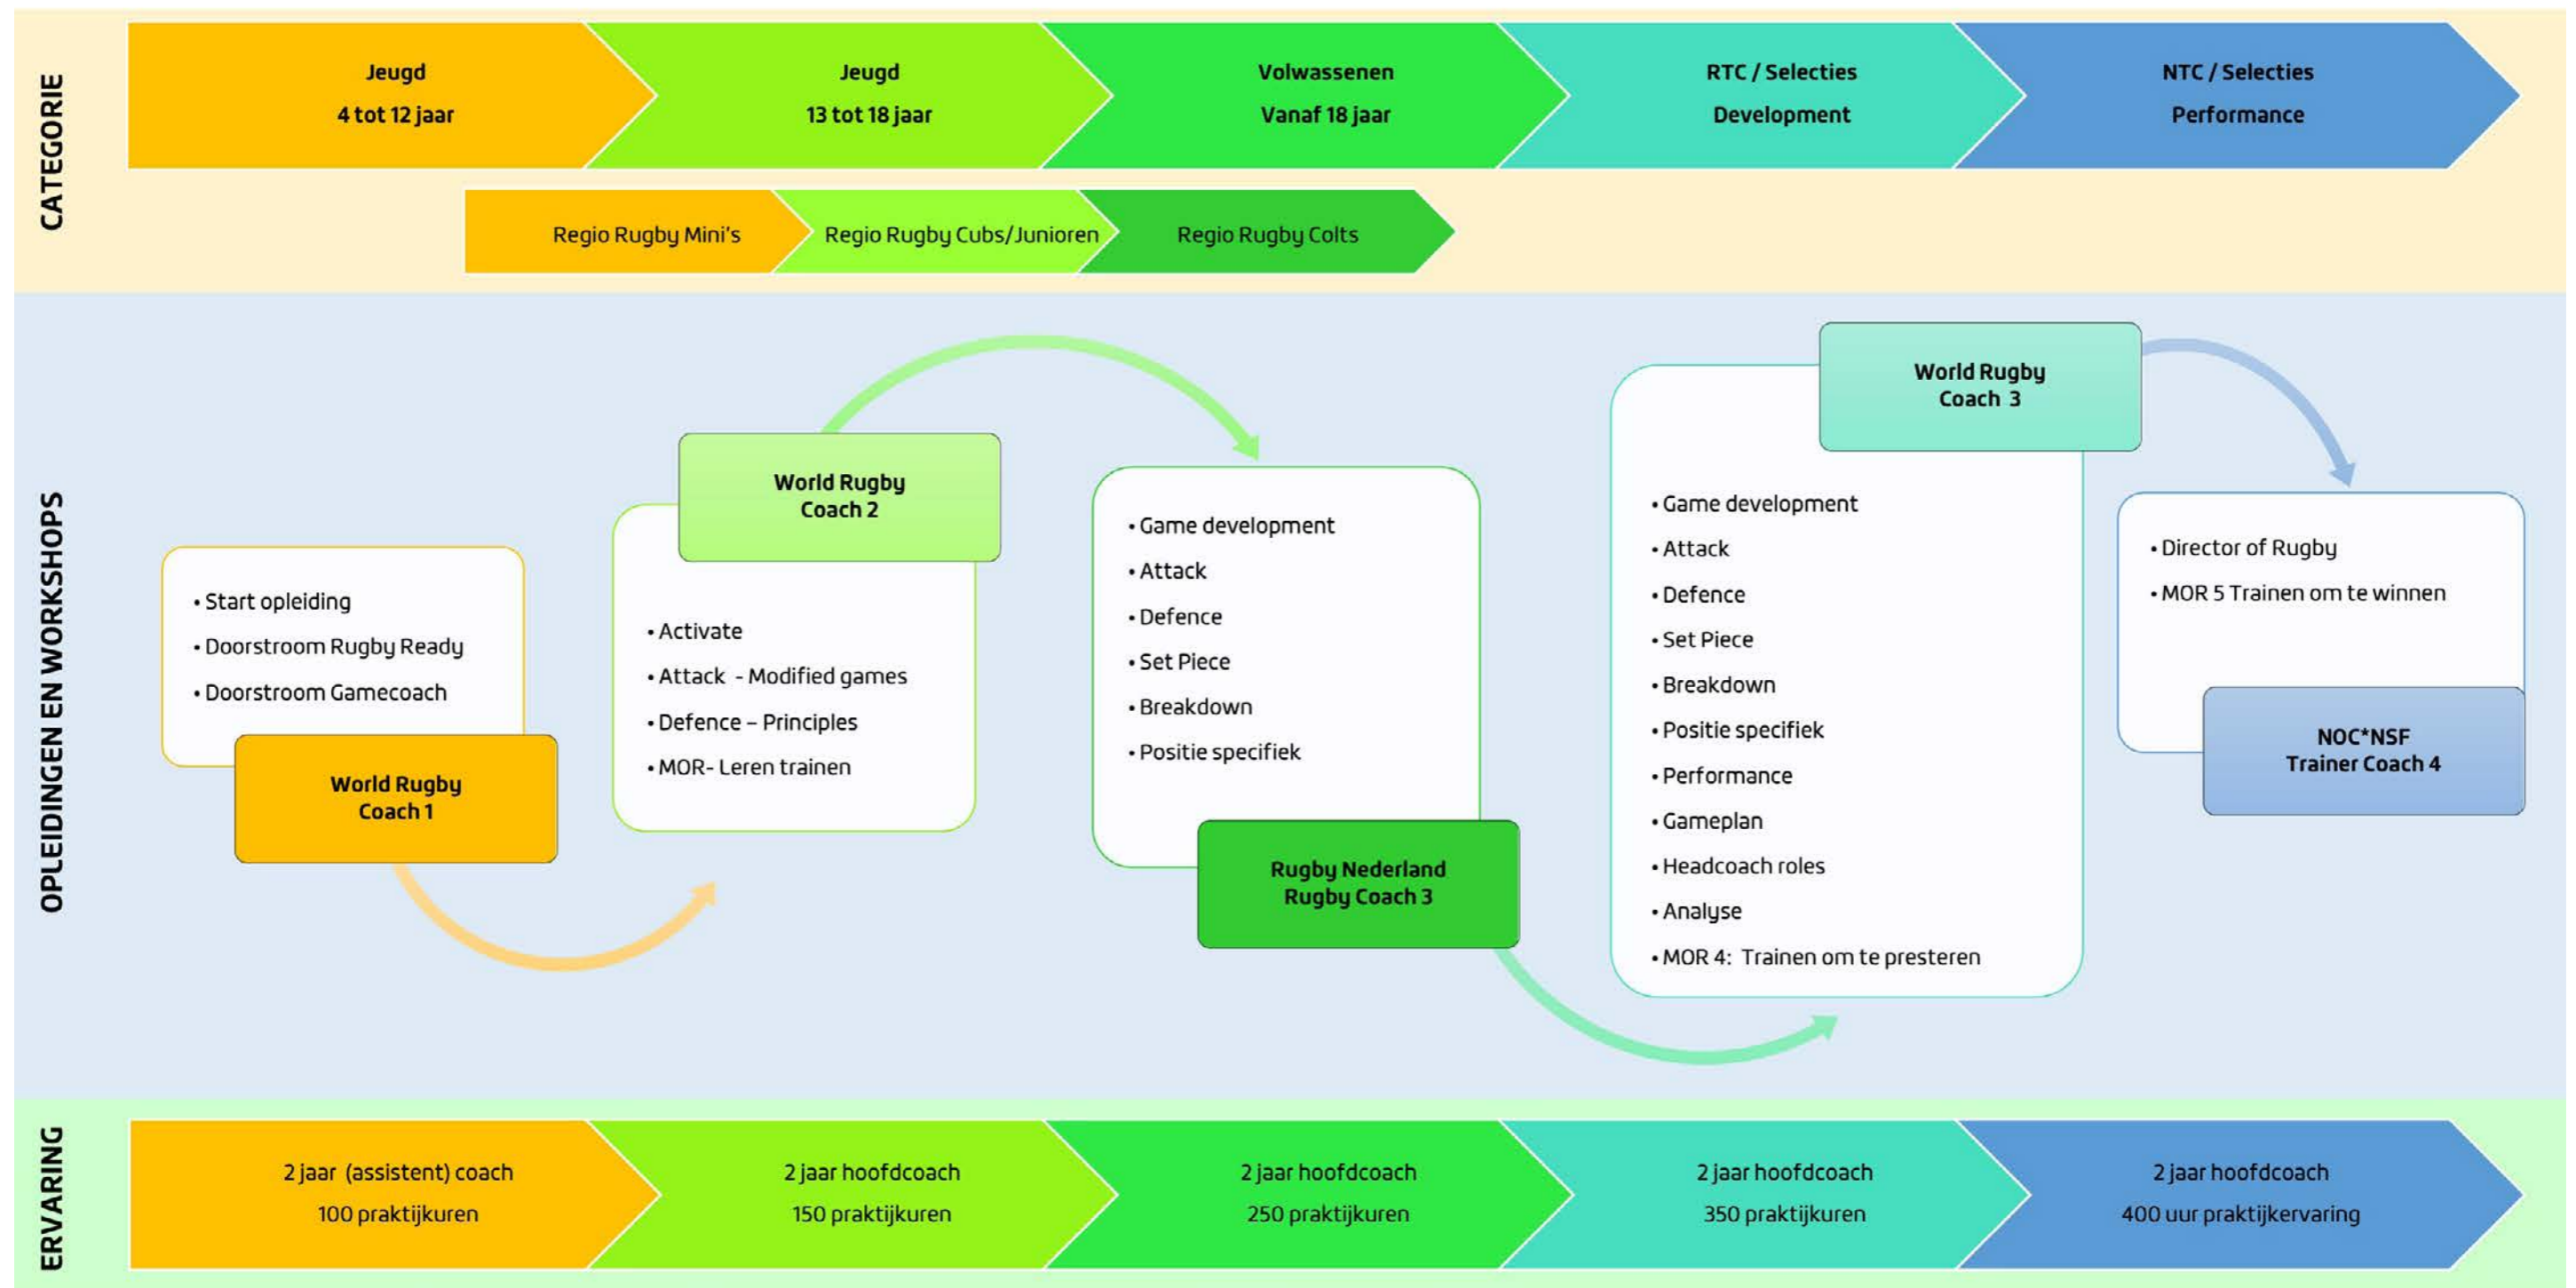 CATEGORIE
Jeugd
4 tot 12 jaar
Jeugd
13 tot 18 jaar
Volwassenen
Vanaf 18 jaar
RTC / Selecties
Development
NTC / Selecties
Performance
Regio Rugby Mini's
Regio Rugby Cubs/Junioren
Regio Rugby Colts
OPLEIDINGEN EN WORKSHOPS
• Start opleiding
• Doorstroom Rugby Ready
• Doorstroom Gamecoach
World Rugby
Coach 1
World Rugby
Coach 2
• Activate
• Attack - Modified games
• Defence – Principles
• MOR- Leren trainen
• Game development
• Attack
• Defence
• Set Piece
• Breakdown
• Positie specifiek
Rugby Nederland
Rugby Coach 3
World Rugby
Coach 3
• Game development
• Attack
• Defence
• Set Piece
• Breakdown
• Positie specifiek
• Performance
• Gameplan
• Headcoach roles
• Analyse
• MOR 4: Trainen om te presteren
• Director of Rugby
• MOR 5 Trainen om te winnen
NOC*NSF
Trainer Coach 4
ERVARING
2 jaar (assistent) coach
100 praktijkuren
2 jaar hoofdcoach
150 praktijkuren
2 jaar hoofdcoach
250 praktijkuren
2 jaar hoofdcoach
350 praktijkuren
2 jaar hoofdcoach
400 uur praktijkervaring